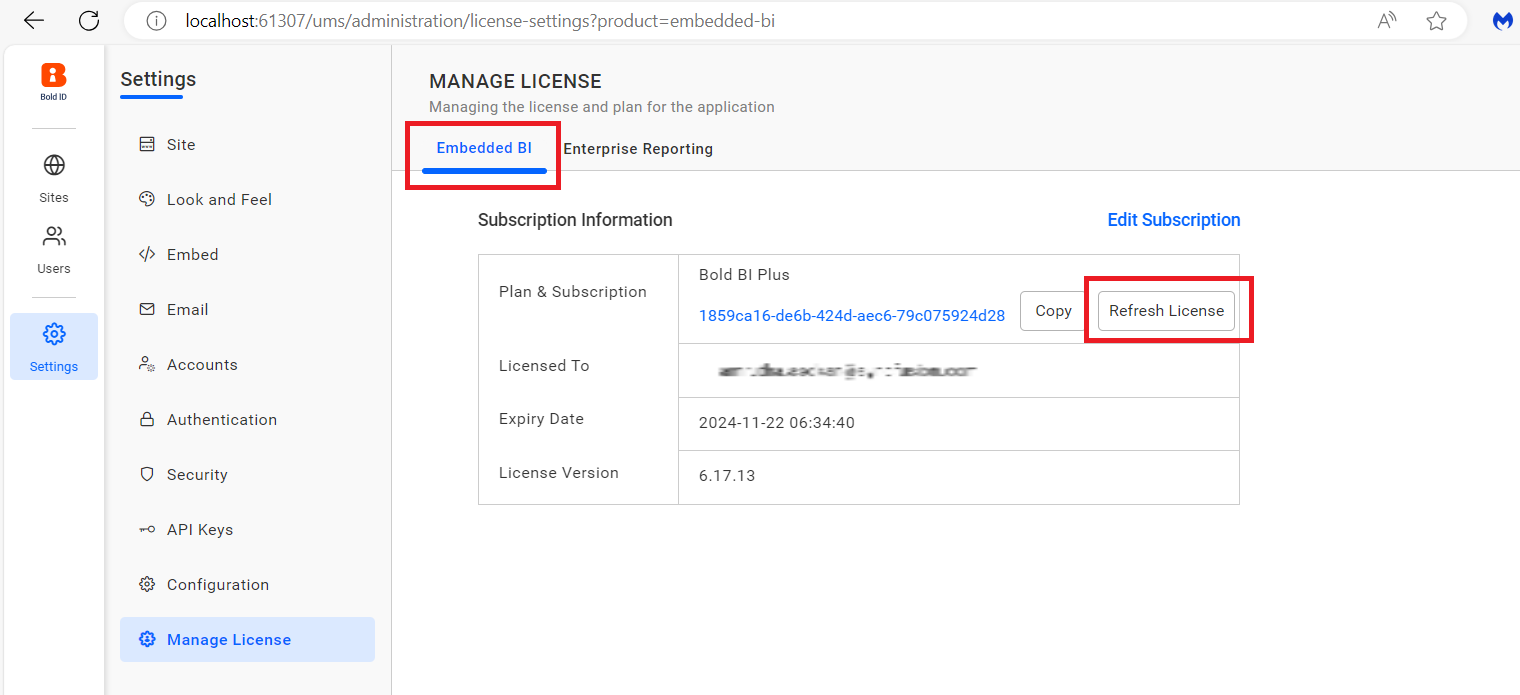 localhost:61307/ums/administration/license-settings?product=embedded-bi
A
Bold ID
Sites
Users
Settings
Settings
Site
Look and Feel
Embed
Email
Accounts
Authentication
Security
API Keys
Configuration
Manage License
MANAGE LICENSE
Managing the license and plan for the application
Embedded BI Enterprise Reporting
Subscription Information Edit Subscription
Plan & Subscription
Bold BI Plus
1859ca16-de6b-424d-aec6-79c075924d28 Copy Refresh License
Licensed To
Expiry Date 2024-11-22 06:34:40
License Version 6.17.13